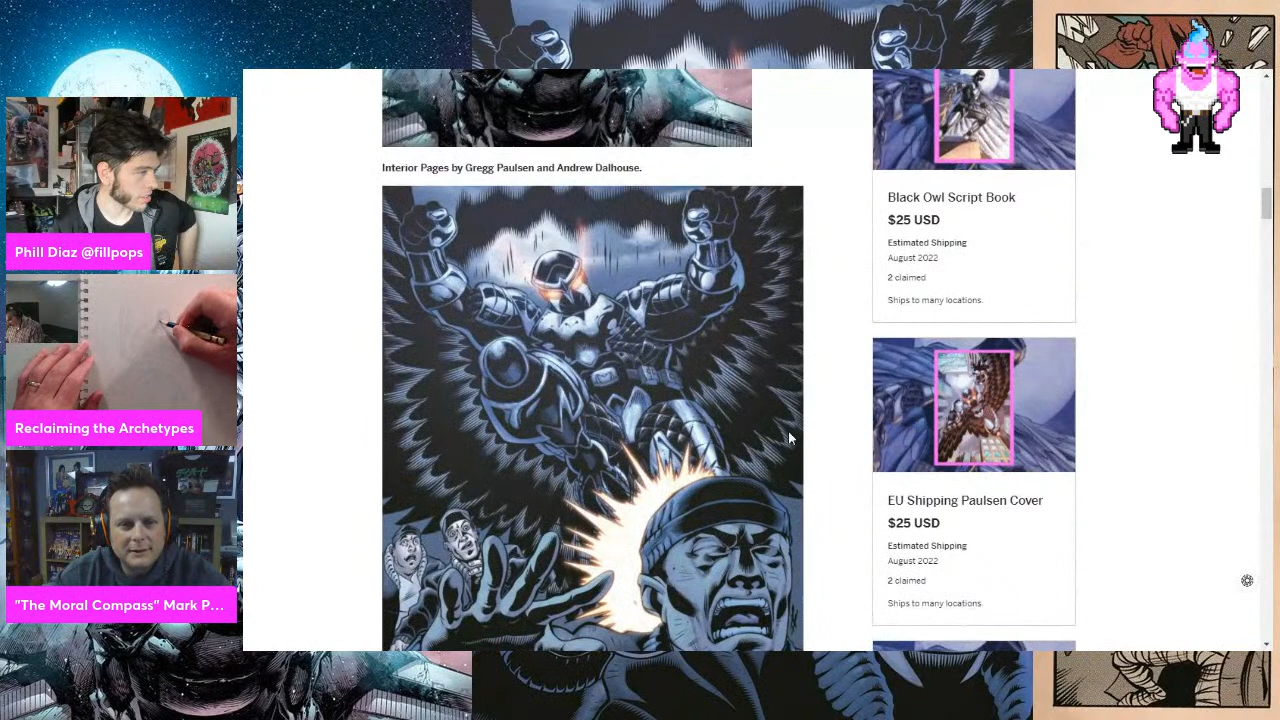 Phill Diaz @fillpops
Reclaiming the Archetypes
"The Moral Compass" Mark P...
Interior Pages by Gregg Paulsen and Andrew Dalhouse.
Black Owl Script Book
$25 USD
Estimated Shipping
August 2022
2 claimed
Ships to many locations.
EU Shipping Paulsen Cover
$25 USD
Estimated Shipping
August 2022
2 claimed
Ships to many locations.